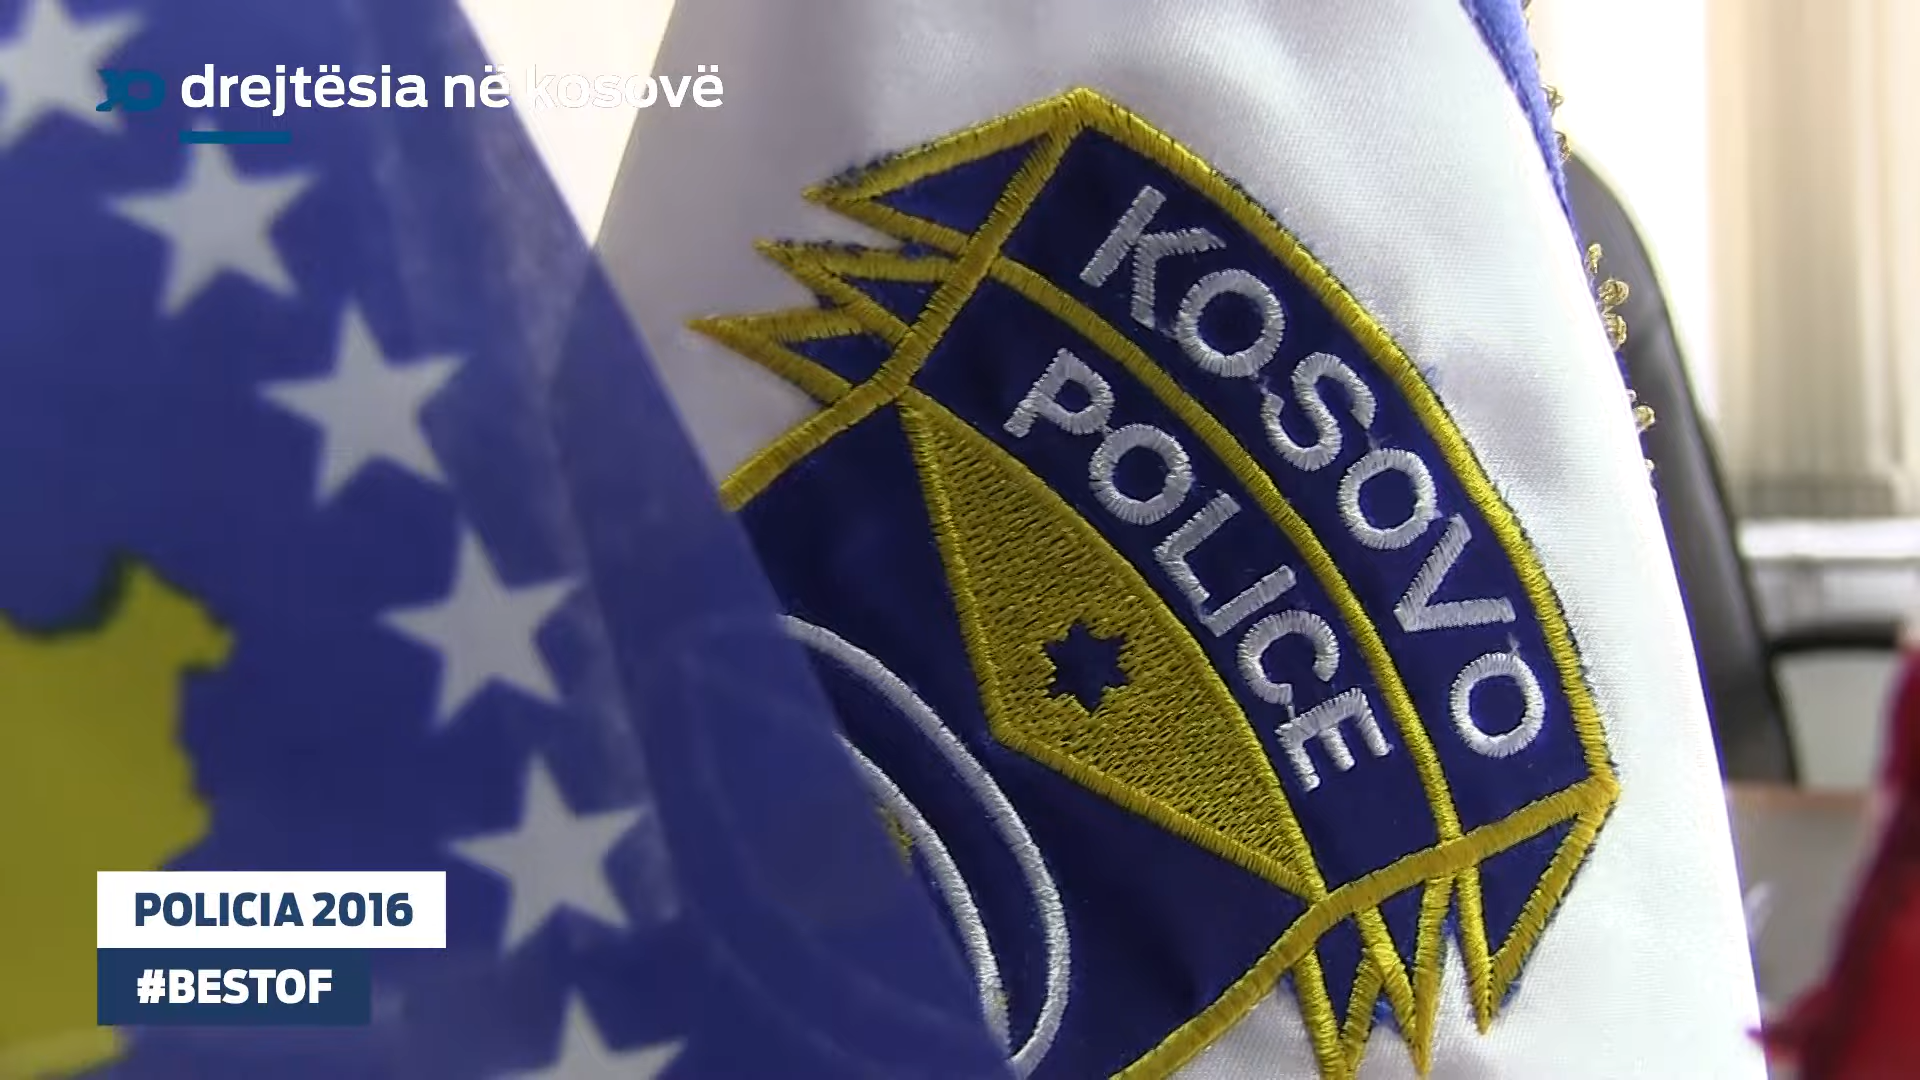 drejtësia në kosovë
KOSOVO
POLICE
POLICIA 2016
#BESTOF